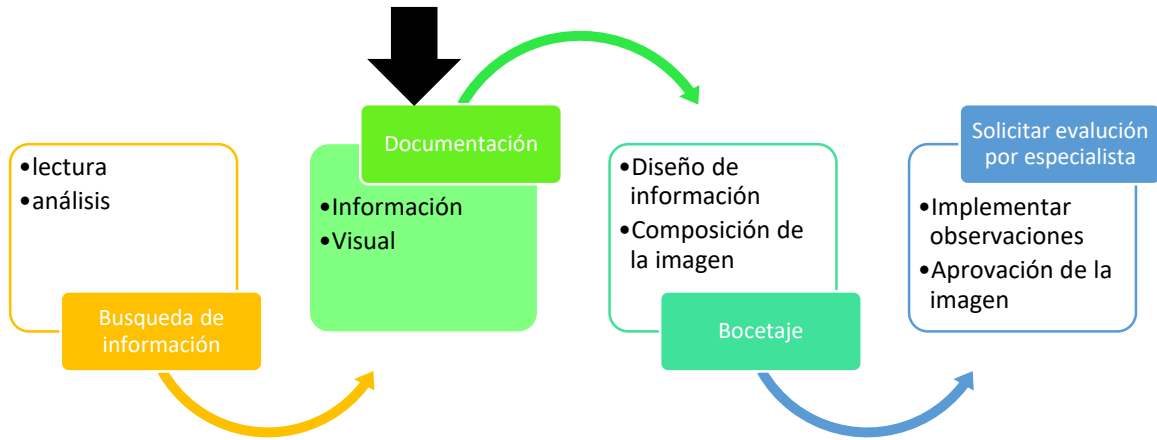 •lectura
•análisis
Busqueda de
información
Documentación
•Información
•Visual
•Diseño de
información
•Composición de
la imagen
Bocetaje
Solicitar evalución
por especialista
•Implementar
observaciones
•Aprovación de la
imagen